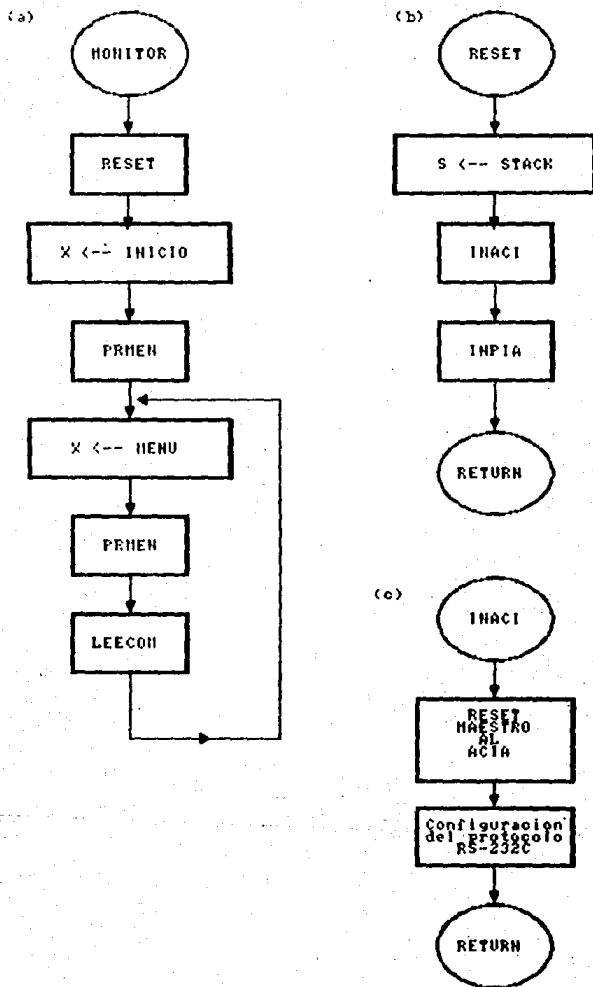 (a)
MONITOR
RESET
X <-- INICIO
PRMEN
X <-- MENU
PRMEN
LEECOM
(b)
RESET
S <-- STACK
INACI
INPIA
RETURN
(c)
INACI
RESET
MAESTRO
AL
ACIA
Configuracion
del protocolo
RS-232C
RETURN